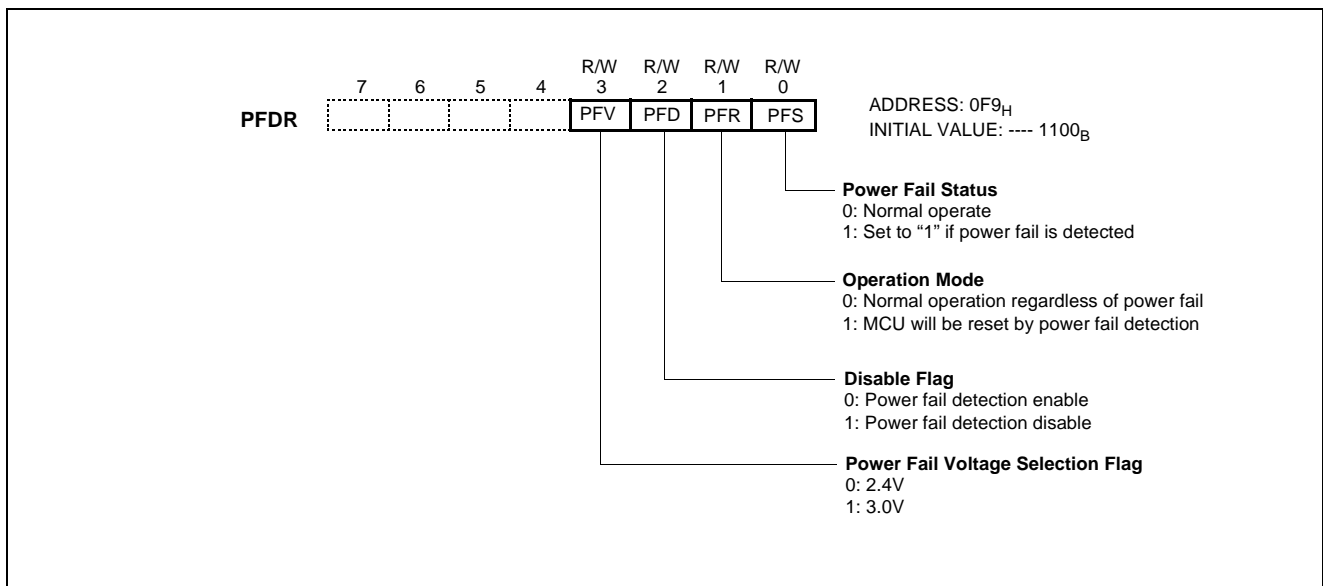 R/W R/W R/W R/W
7 6 5 4 3 2 1 0
PFDR PFV PFD PFR PFS
ADDRESS: 0F9H
INITIAL VALUE: ---- 1100B
Power Fail Status
0: Normal operate
1: Set to “1” if power fail is detected
Operation Mode
0: Normal operation regardless of power fail
1: MCU will be reset by power fail detection
Disable Flag
0: Power fail detection enable
1: Power fail detection disable
Power Fail Voltage Selection Flag
0: 2.4V
1: 3.0V